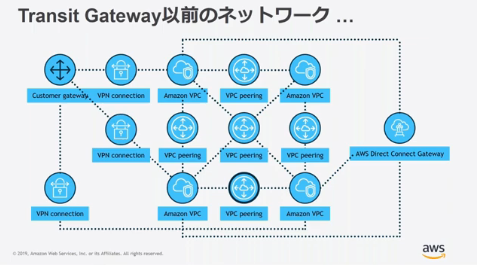 Transit Gateway以前のネットワーク ...
Customer gateway
VPN connection
Amazon VPC
VPC peering
Amazon VPC
VPN connection
VPC peering
VPC peering
VPC peering
AWS Direct Connect Gateway
VPN connection
Amazon VPC
VPC peering
Amazon VPC
© 2019, Amazon Web Services, Inc. or its Affiliates. All rights reserved.
aws